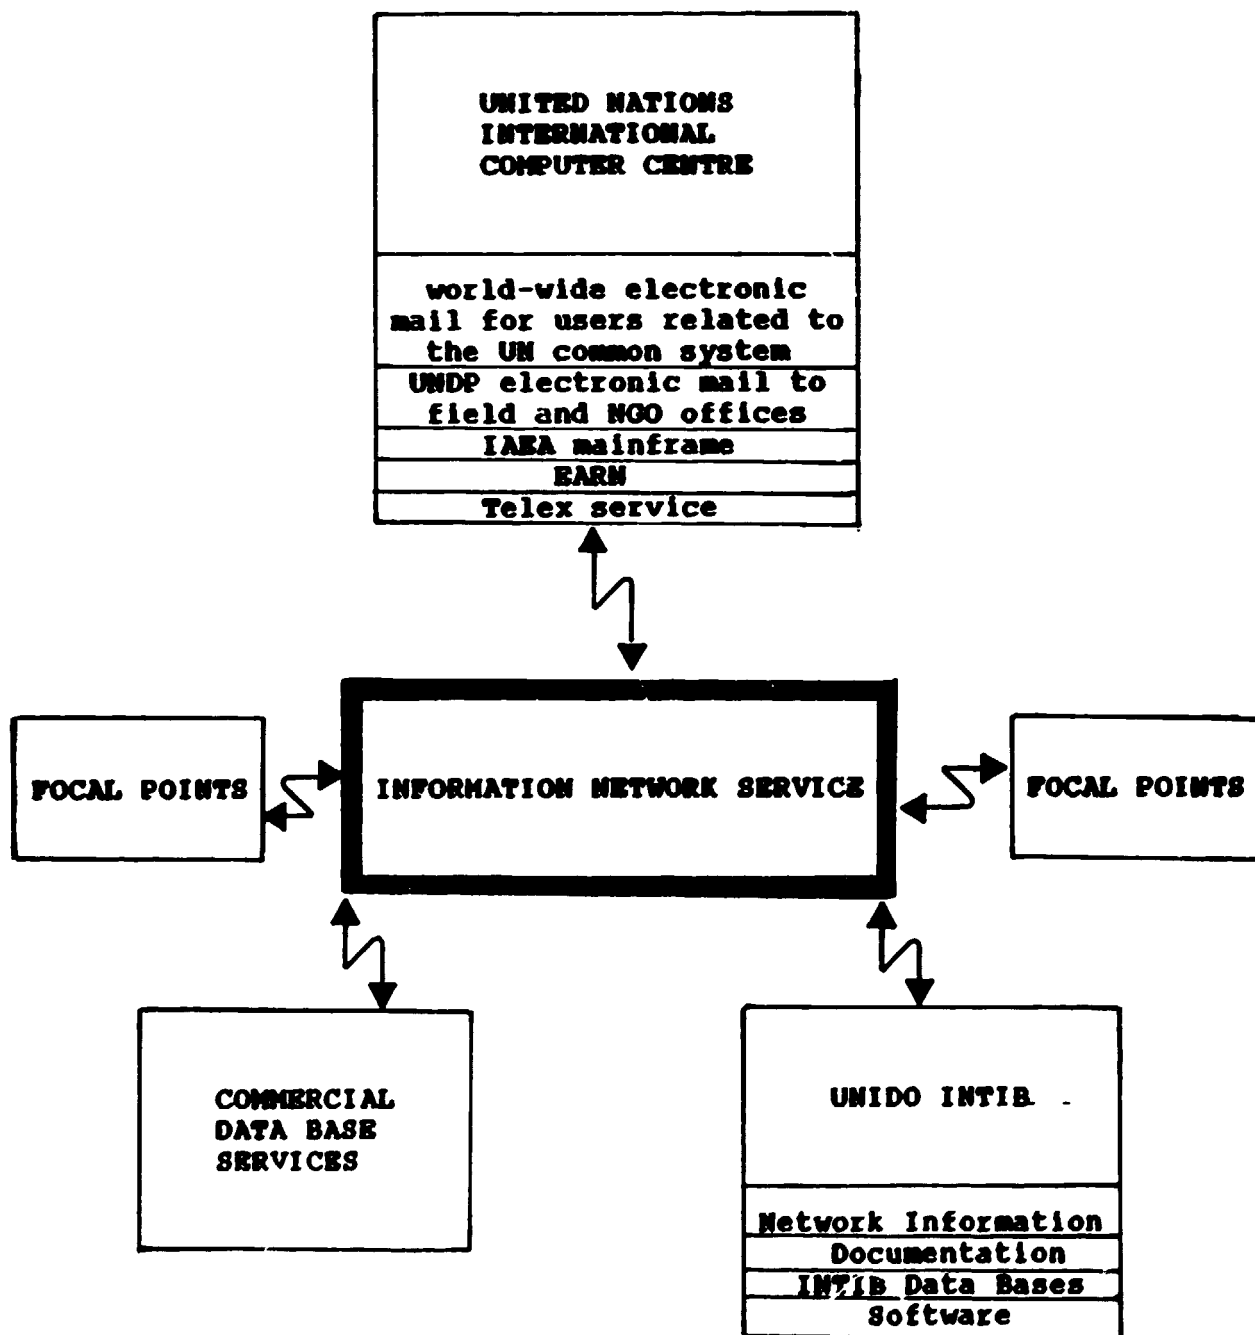 UNITED NATIONS
INTERNATIONAL
COMPUTER CENTRE
world-wide electronic
mail for users related to
the UN common system
UNDP electronic mail to
field and NGO offices
IAEA mainframe
EARN
Telex service
FOCAL POINTS
INFORMATION NETWORK SERVICE
FOCAL POINTS
COMMERCIAL
DATA BASE
SERVICES
UNIDO INTIB
Network Information
Documentation
INTIB Data Bases
Software